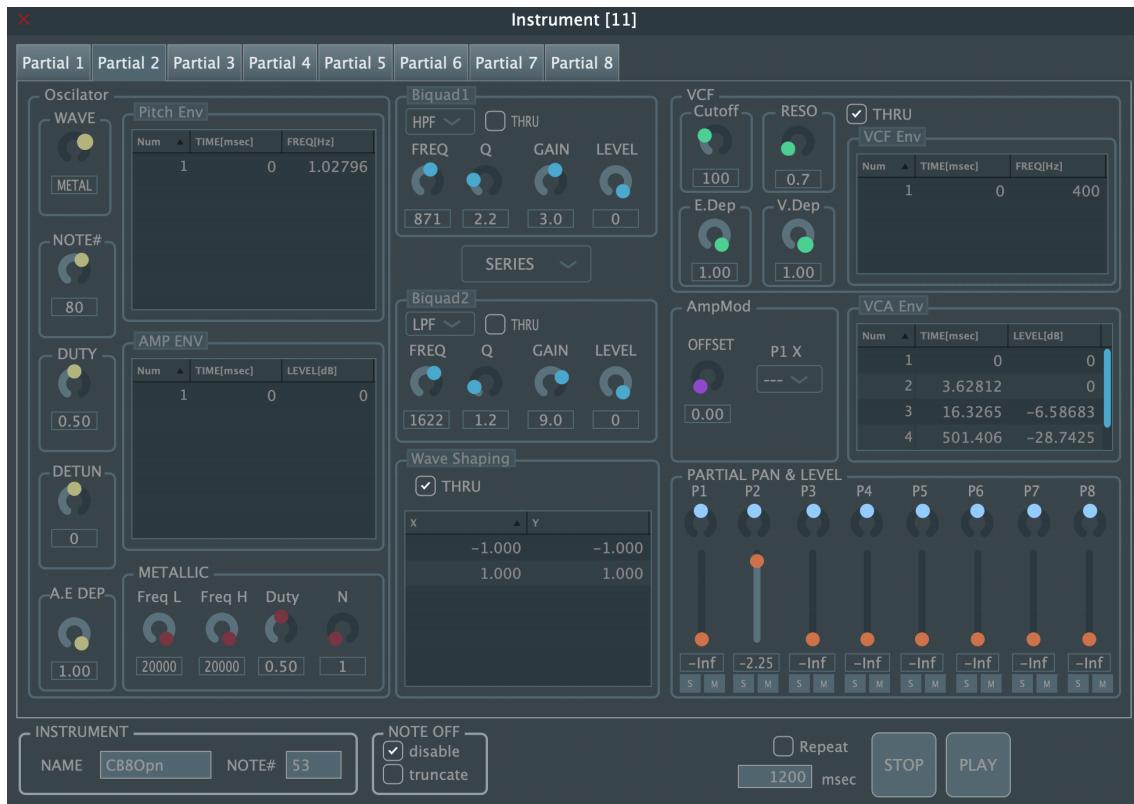 Instrument [11]
Partial 1 Partial 2 Partial 3 Partial 4 Partial 5 Partial 6 Partial 7 Partial 8
Oscilator
WAVE
METAL
NOTE#
80
DUTY
0.50
DETUN
0
A.E DEP
1.00
Pitch Env
Num TIME[msec] FREQ[Hz]
1 0 1.02796
AMP ENV
Num TIME[msec] LEVEL[dB]
1 0 0
METALLIC
Freq L Freq H Duty N
20000 20000 0.50 1
Biquad1
HPF THRU
FREQ Q GAIN LEVEL
871 2.2 3.0 0
SERIES
Biquad2
LPF THRU
FREQ Q GAIN LEVEL
1622 1.2 9.0 0
Wave Shaping
THRU
X Y
-1.000 -1.000
1.000 1.000
VCF
Cutoff RESO THRU
100 0.7
E.Dep V.Dep
1.00 1.00
VCF Env
Num TIME[msec] FREQ[Hz]
1 0 400
AmpMod
OFFSET P1 X
0.00 ---
VCA Env
Num TIME[msec] LEVEL[dB]
1 0 0
2 3.62812 0
3 16.3265 -6.58683
4 501.406 -28.7425
PARTIAL PAN & LEVEL
P1 P2 P3 P4 P5 P6 P7 P8
-Inf -2.25 -Inf -Inf -Inf -Inf -Inf -Inf
S M S M S M S M S M S M S M S M
INSTRUMENT
NAME CB8Opn NOTE# 53
NOTE OFF
disable
truncate
Repeat
1200 msec
STOP PLAY